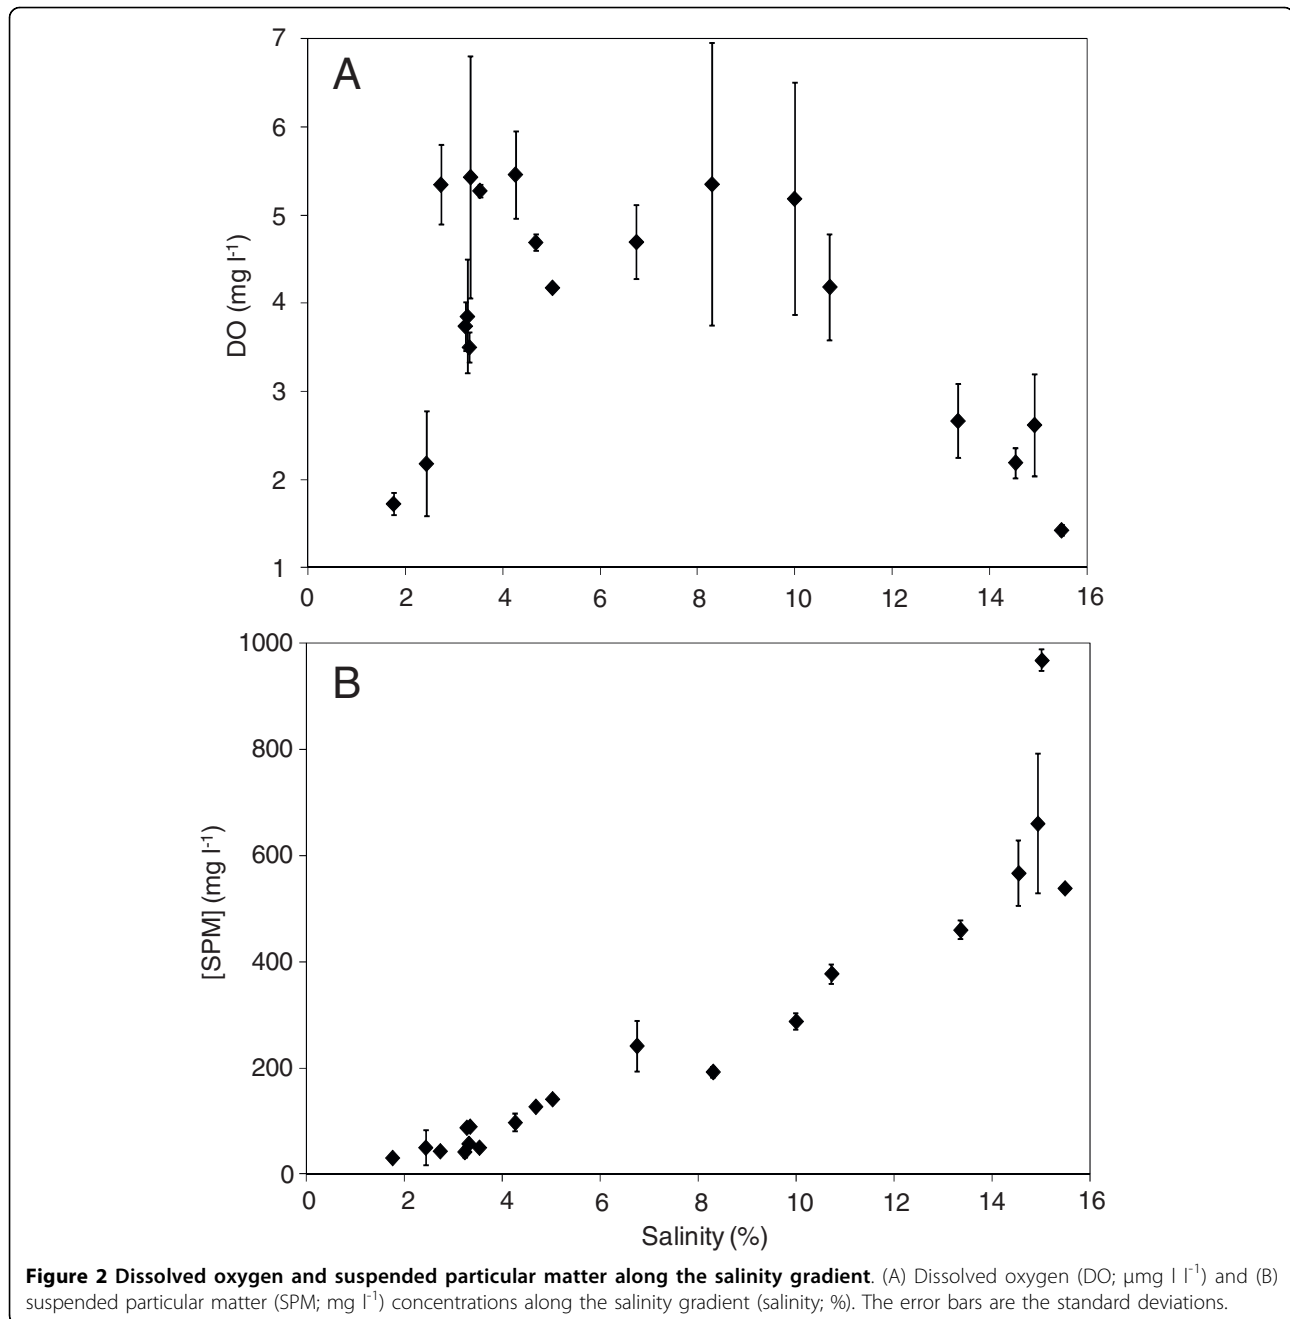 A
7
6
5
4
3
2
1
DO (mg l-1)
0 2 4 6 8 10 12 14 16
B
1000
800
600
400
200
0
[SPM] (mg l-1)
0 2 4 6 8 10 12 14 16
Salinity (%)
Figure 2 Dissolved oxygen and suspended particular matter along the salinity gradient. (A) Dissolved oxygen (DO; μmg l l-1) and (B)
suspended particular matter (SPM; mg l-1) concentrations along the salinity gradient (salinity; %). The error bars are the standard deviations.